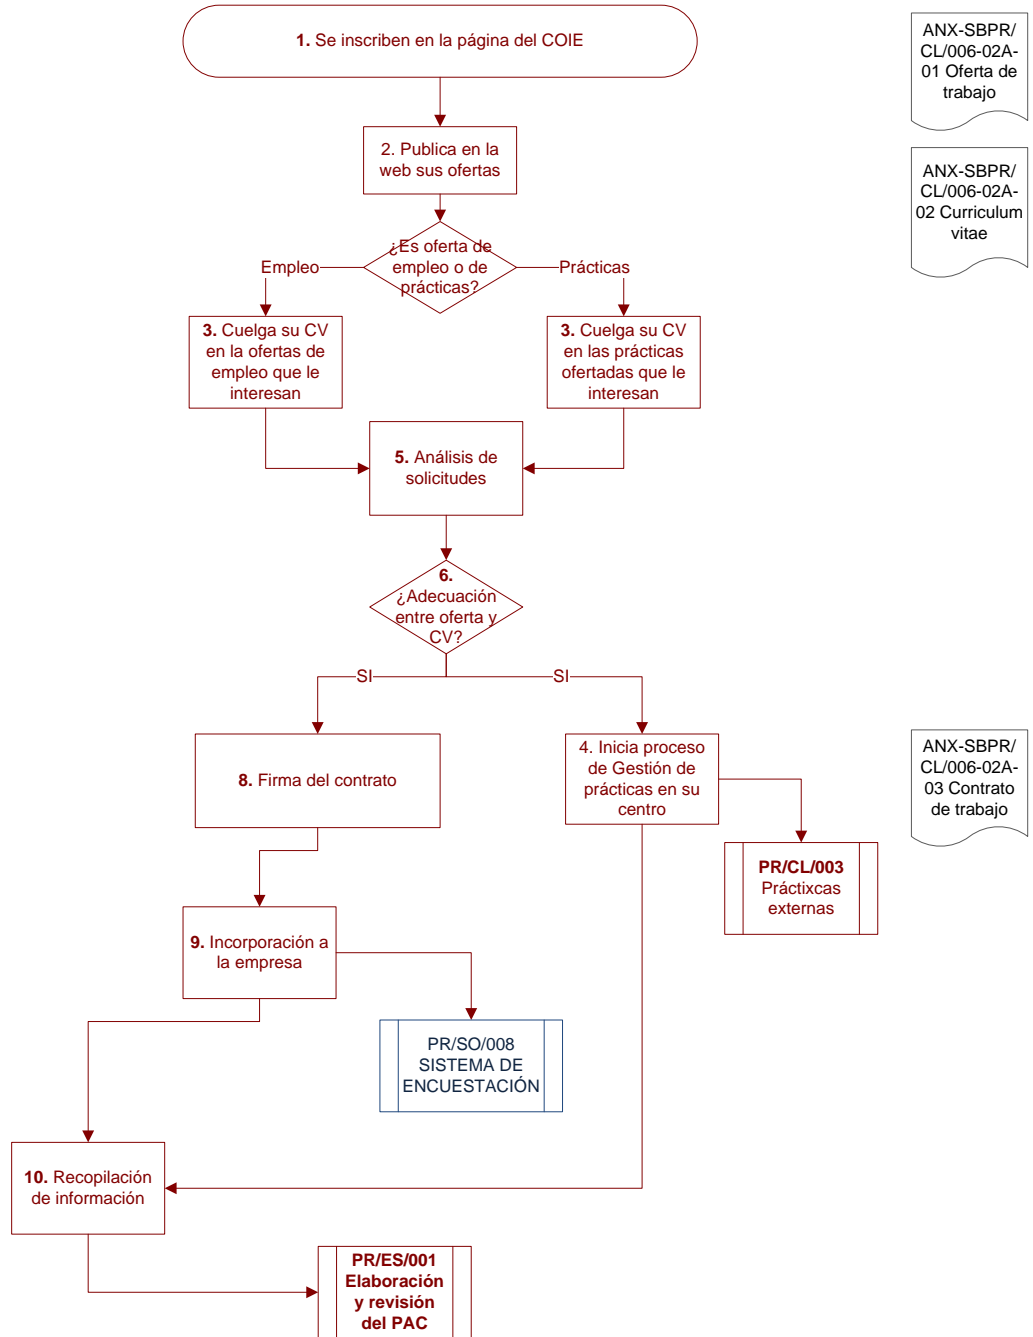 1. Se inscriben en la página del COIE
ANX-SBPR/
CL/006-02A-
01 Oferta de
trabajo
2. Publica en la
web sus ofertas
ANX-SBPR/
CL/006-02A-
02 Curriculum
vitae
¿Es oferta de
empleo o de
prácticas?
Empleo
Prácticas
3. Cuelga su CV
en la ofertas de
empleo que le
interesan
3. Cuelga su CV
en las prácticas
ofertadas que le
interesan
5. Análisis de
solicitudes
6.
¿Adecuación
entre oferta y
CV?
SI
SI
8. Firma del contrato
4. Inicia proceso
de Gestión de
prácticas en su
centro
ANX-SBPR/
CL/006-02A-
03 Contrato
de trabajo
PR/CL/003
Práctixcas
externas
9. Incorporación a
la empresa
PR/SO/008
SISTEMA DE
ENCUESTACIÓN
10. Recopilación
de información
PR/ES/001
Elaboración
y revisión
del PAC